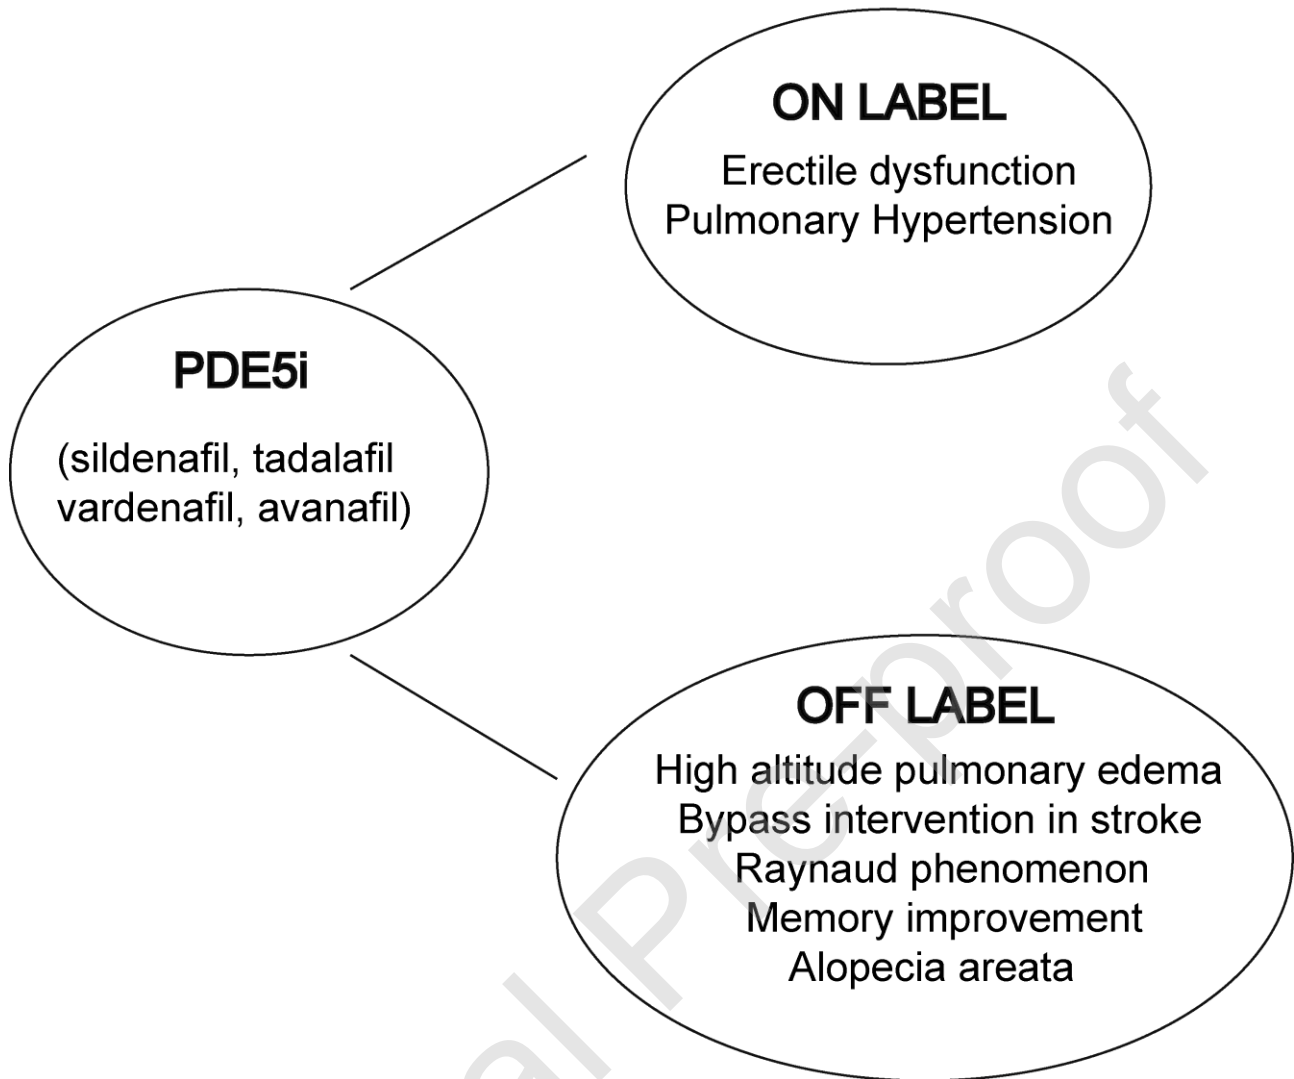 ON LABEL
Erectile dysfunction
Pulmonary Hypertension
PDE5i
(sildenafil, tadalafil
vardenafil, avanafil)
OFF LABEL
High altitude pulmonary edema
Bypass intervention in stroke
Raynaud phenomenon
Memory improvement
Alopecia areata
al Pre-proof